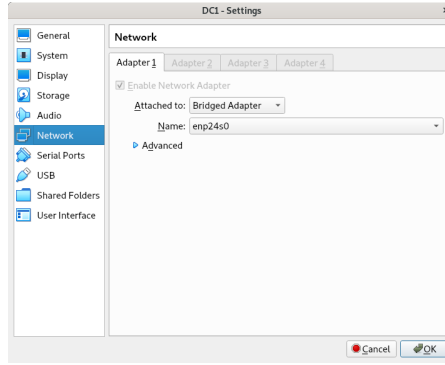 DC1 - Settings
General
System
Display
Storage
Audio
Network
Serial Ports
USB
Shared Folders
User Interface
Network
Adapter 1 Adapter 2 Adapter 3 Adapter 4
Enable Network Adapter
Attached to: Bridged Adapter
Name: enp24s0
Advanced
Cancel OK